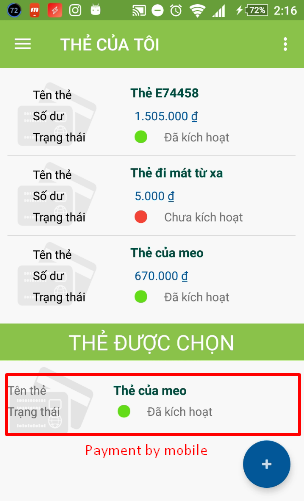 72 72% 2:16
THẺ CỦA TÔI
Tên thẻ Thẻ E74458
Số dư 1.505.000 ₫
Trạng thái Đã kích hoạt
Tên thẻ Thẻ đi mát từ xa
Số dư 5.000 ₫
Trạng thái Chưa kích hoạt
Tên thẻ Thẻ của meo
Số dư 670.000 ₫
Trạng thái Đã kích hoạt
THẺ ĐƯỢC CHỌN
Tên thẻ Thẻ của meo
Trạng thái Đã kích hoạt
Payment by mobile